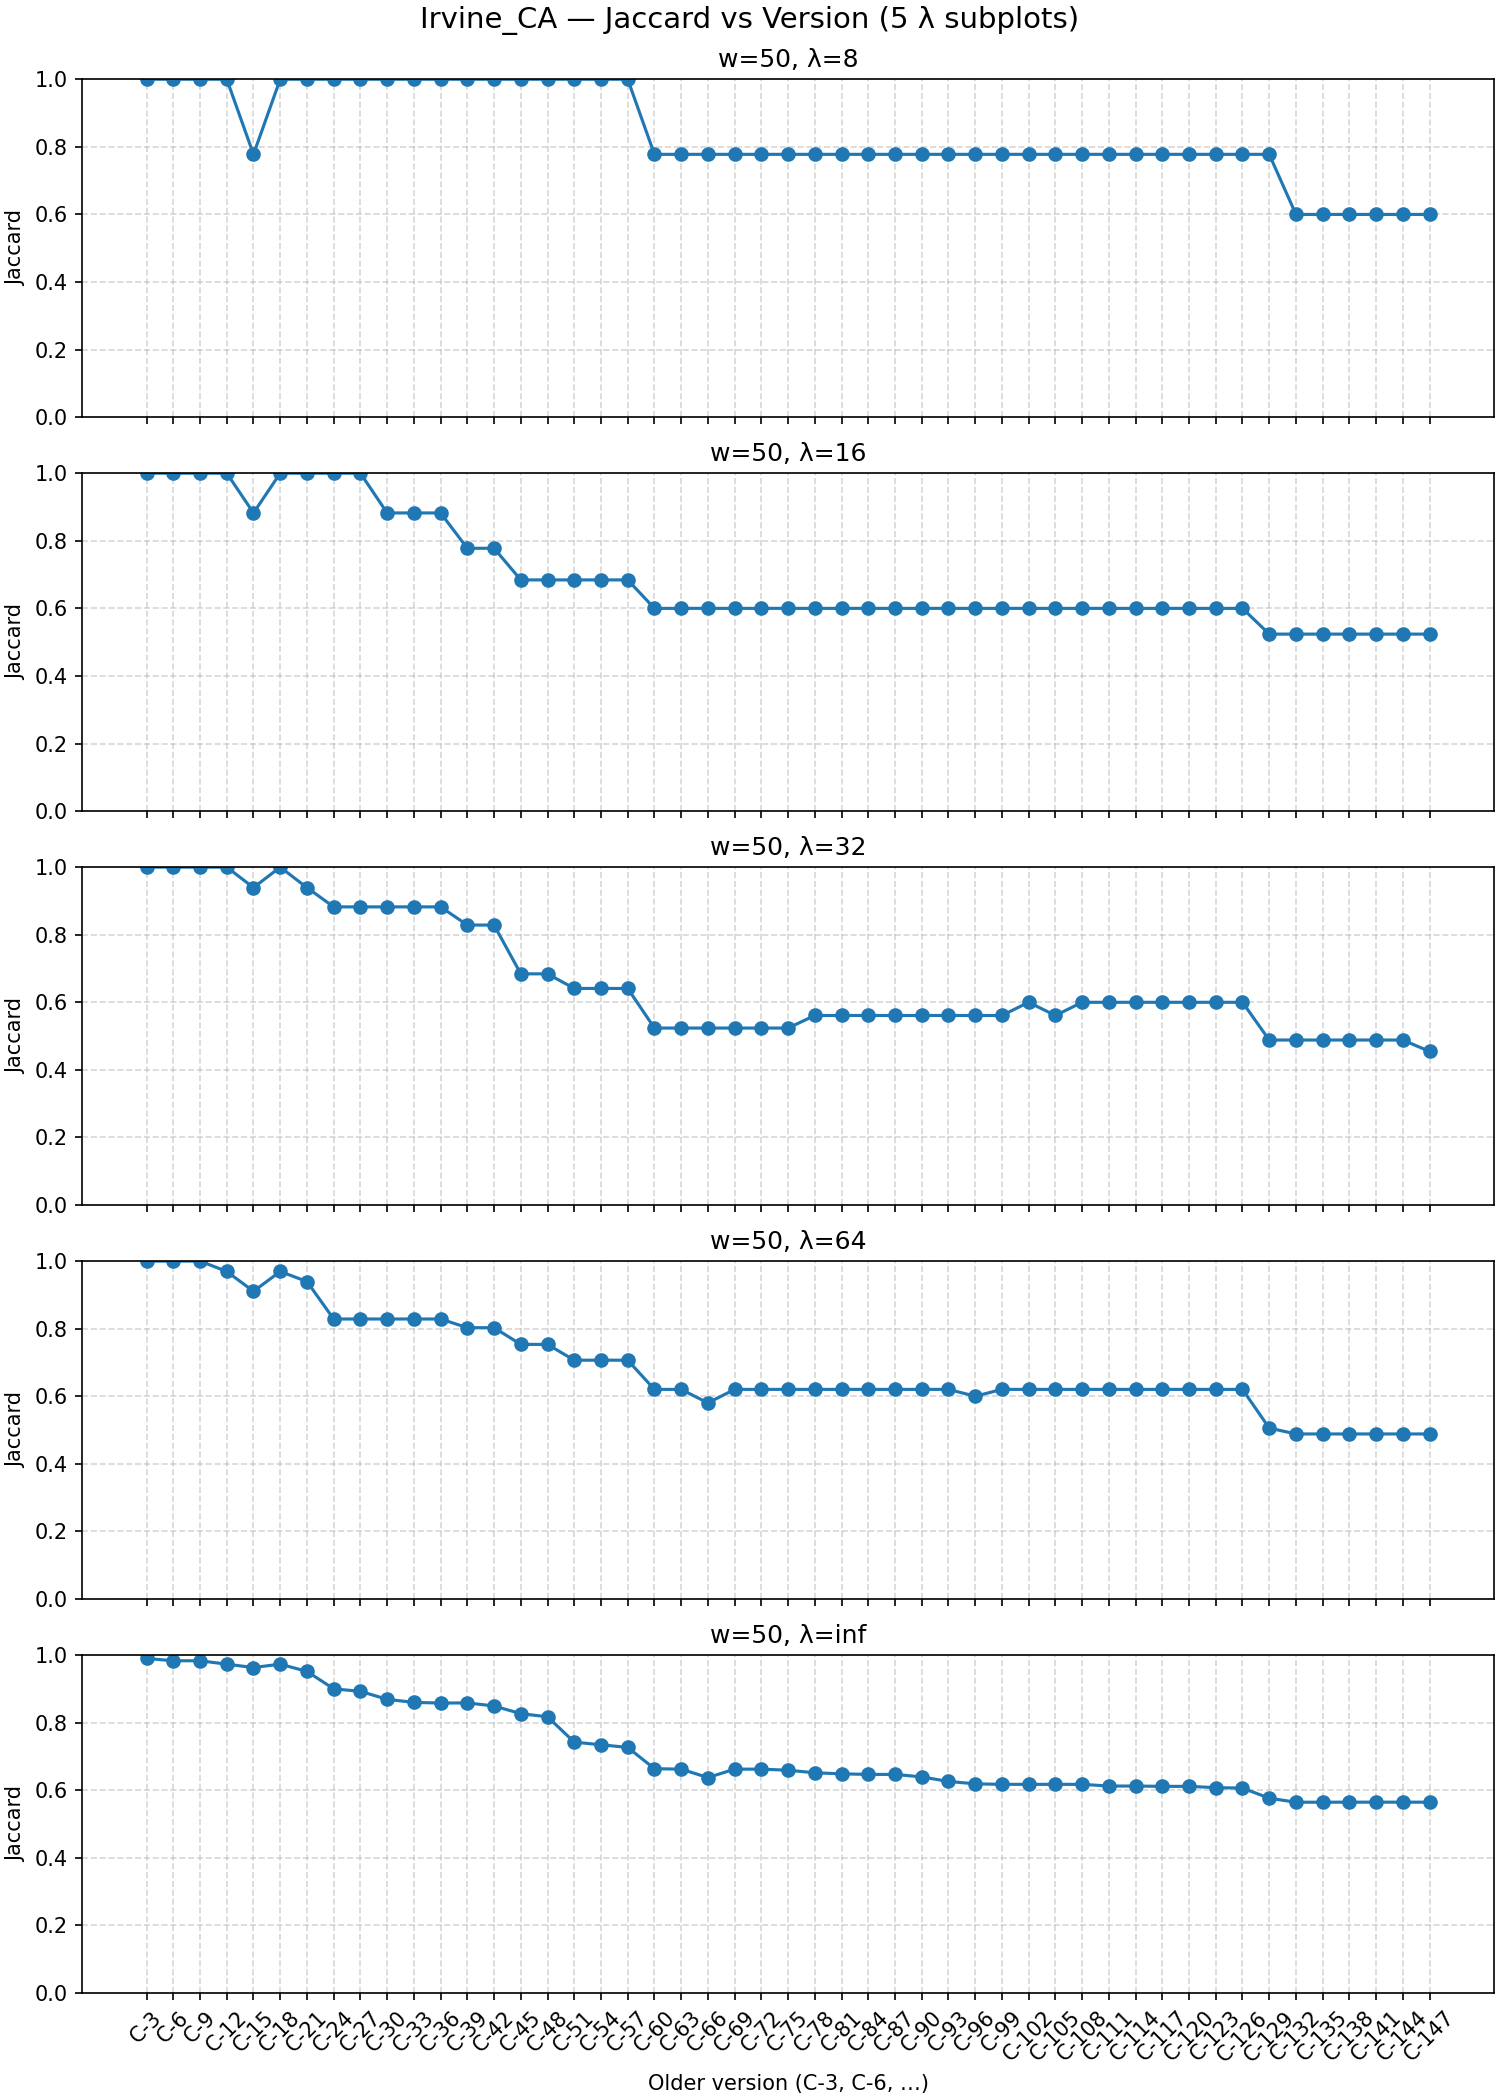 Irvine_CA — Jaccard vs Version (5 λ subplots)
w=50, λ=8
1.0
0.8
0.6
0.4
0.2
0.0
Jaccard
w=50, λ=16
1.0
0.8
0.6
0.4
0.2
0.0
Jaccard
w=50, λ=32
1.0
0.8
0.6
0.4
0.2
0.0
Jaccard
w=50, λ=64
1.0
0.8
0.6
0.4
0.2
0.0
Jaccard
w=50, λ=inf
1.0
0.8
0.6
0.4
0.2
0.0
Jaccard
C-3
C-6
C-9
C-12
C-15
C-18
C-21
C-24
C-27
C-30
C-33
C-36
C-39
C-42
C-45
C-48
C-51
C-54
C-57
C-60
C-63
C-66
C-69
C-72
C-75
C-78
C-81
C-84
C-87
C-90
C-93
C-96
C-99
C-102
C-105
C-108
C-111
C-114
C-117
C-120
C-123
C-126
C-129
C-132
C-135
C-138
C-141
C-144
C-147
Older version (C-3, C-6, ...)